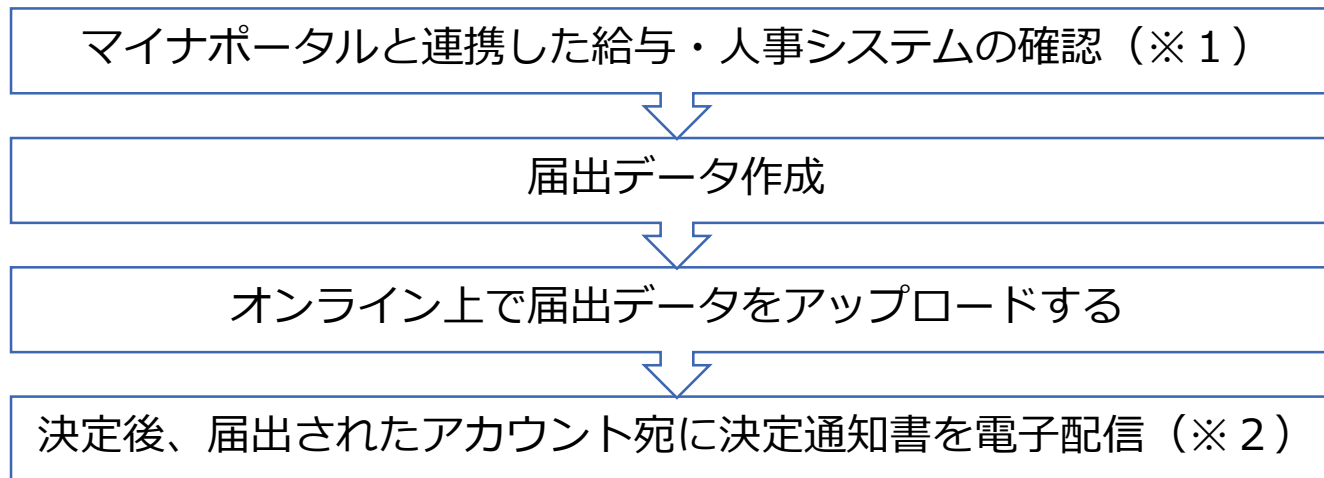 マイナポータルと連携した給与・人事システムの確認（※１）
届出データ作成
オンライン上で届出データをアップロードする
決定後、届出されたアカウント宛に決定通知書を電子配信（※２）